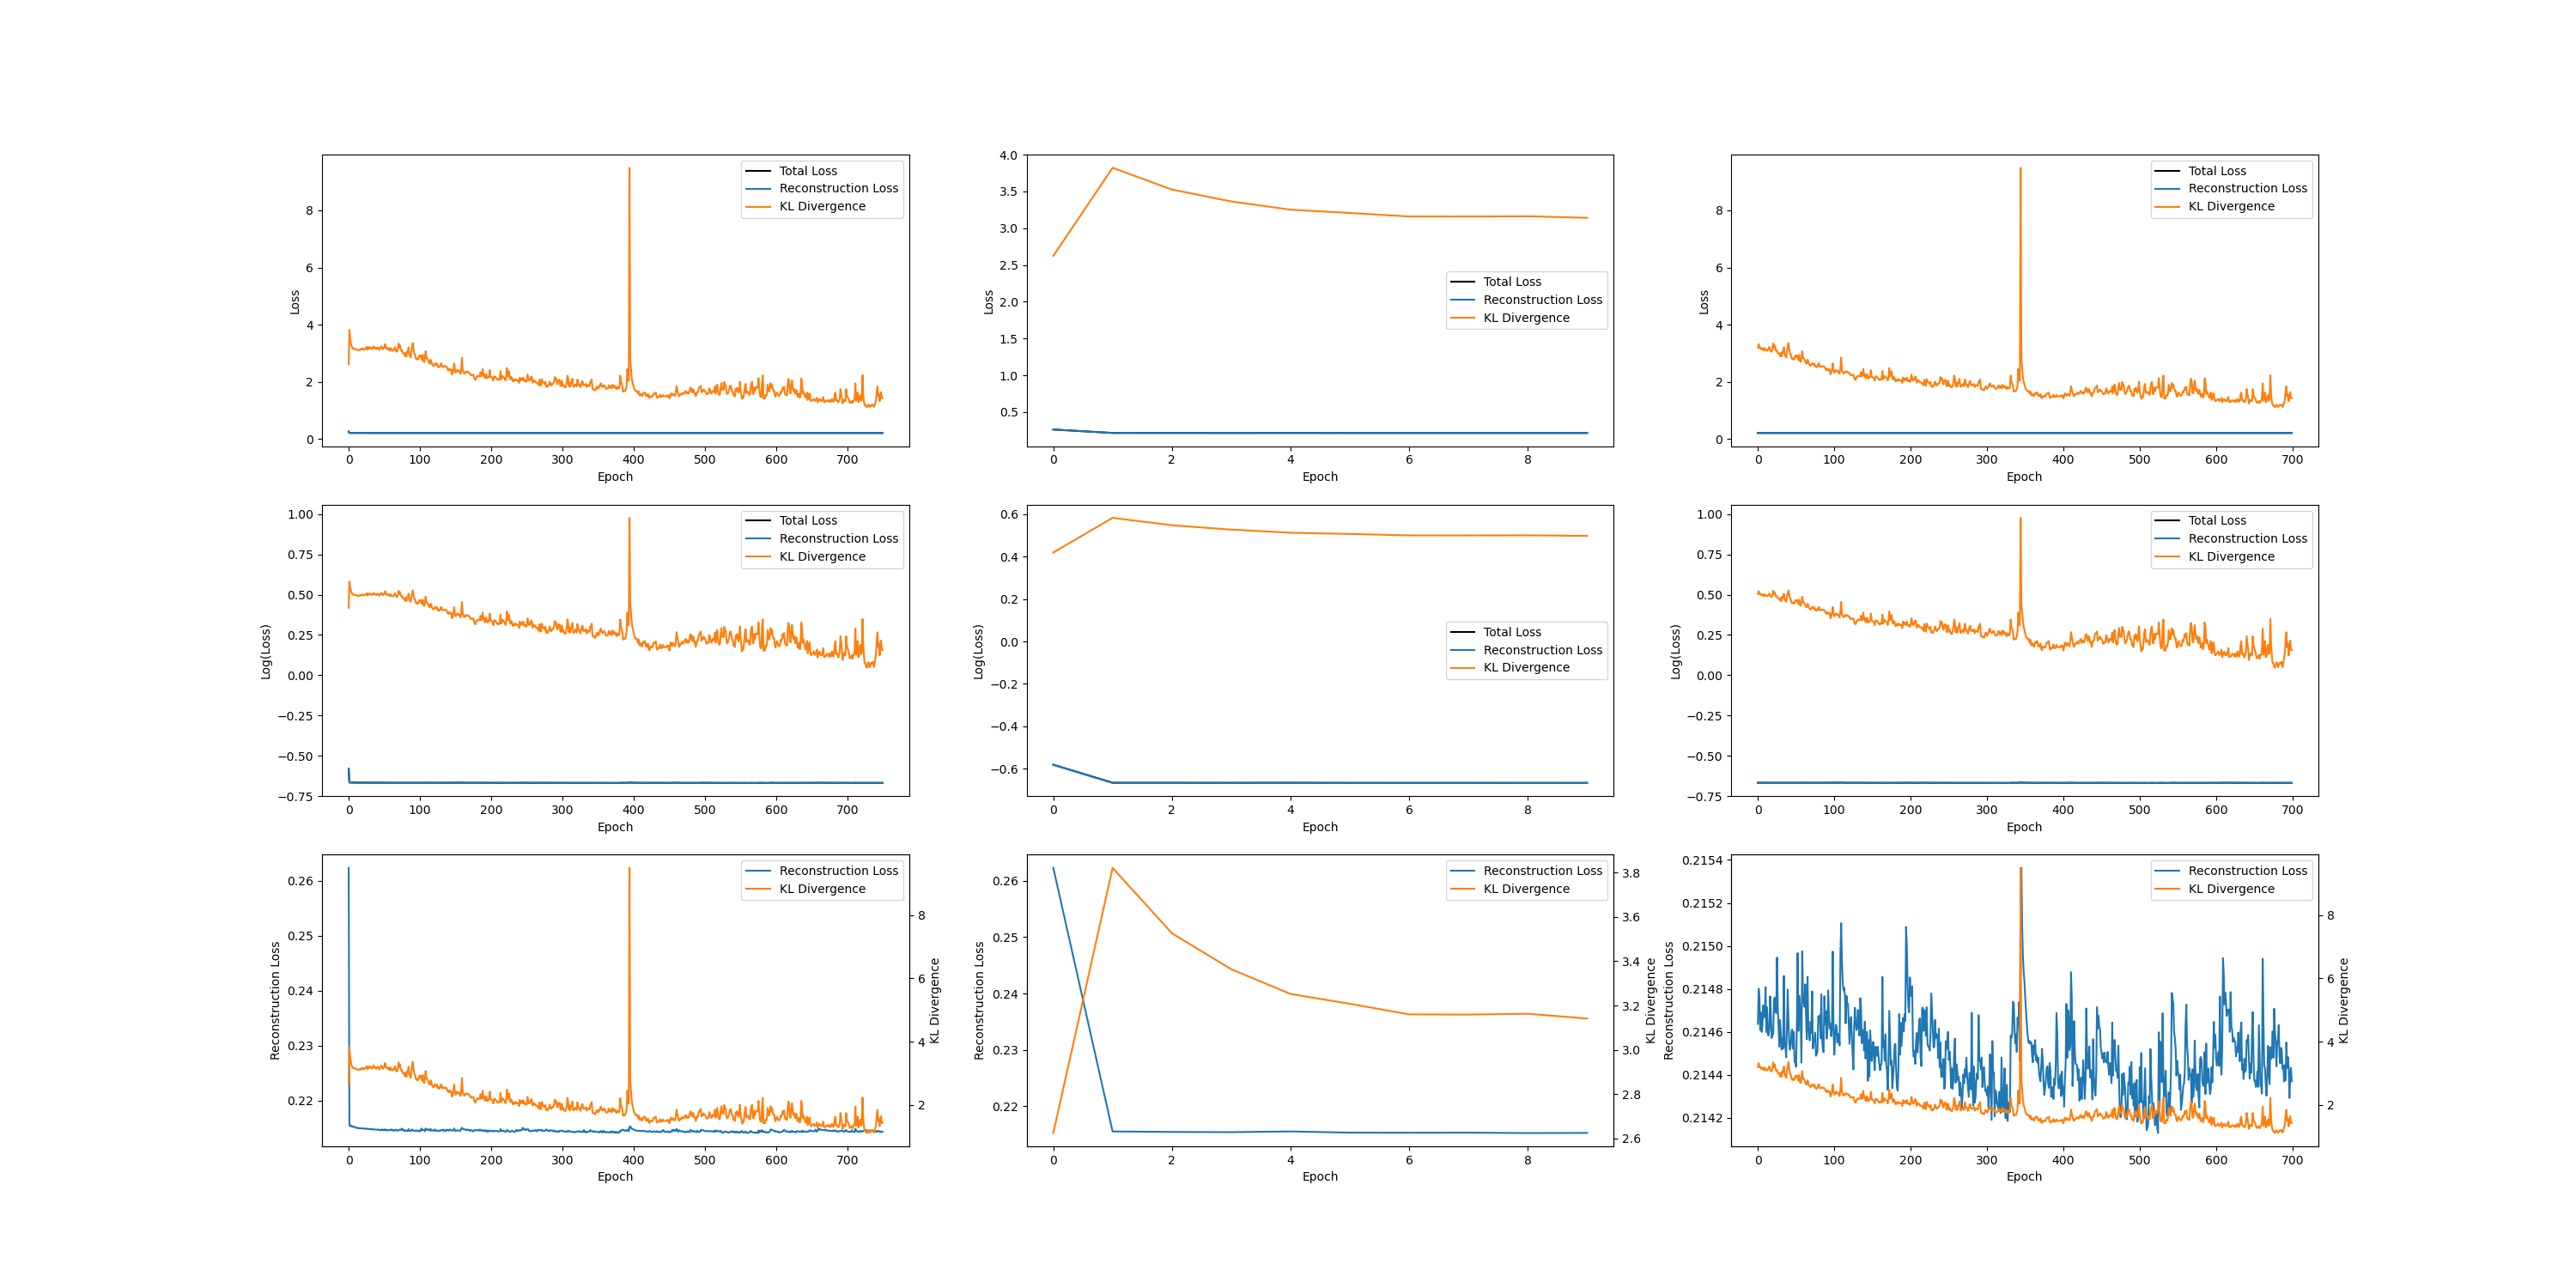 Total Loss
Reconstruction Loss
KL Divergence
Loss
8
6
4
2
0
0 100 200 300 400 500 600 700
Epoch
Total Loss
Reconstruction Loss
KL Divergence
Loss
4.0
3.5
3.0
2.5
2.0
1.5
1.0
0.5
0 2 4 6 8
Epoch
Total Loss
Reconstruction Loss
KL Divergence
Loss
8
6
4
2
0
0 100 200 300 400 500 600 700
Epoch
Total Loss
Reconstruction Loss
KL Divergence
Log(Loss)
1.00
0.75
0.50
0.25
0.00
−0.25
−0.50
−0.75
0 100 200 300 400 500 600 700
Epoch
Total Loss
Reconstruction Loss
KL Divergence
Log(Loss)
0.6
0.4
0.2
0.0
−0.2
−0.4
−0.6
0 2 4 6 8
Epoch
Total Loss
Reconstruction Loss
KL Divergence
Log(Loss)
1.00
0.75
0.50
0.25
0.00
−0.25
−0.50
−0.75
0 100 200 300 400 500 600 700
Epoch
Reconstruction Loss
KL Divergence
Reconstruction Loss
0.26
0.25
0.24
0.23
0.22
0 100 200 300 400 500 600 700
Epoch
8
6
4
2
KL Divergence
Reconstruction Loss
KL Divergence
Reconstruction Loss
0.26
0.25
0.24
0.23
0.22
0 2 4 6 8
Epoch
3.8
3.6
3.4
3.2
3.0
2.8
2.6
KL Divergence
Reconstruction Loss
KL Divergence
Reconstruction Loss
0.2154
0.2152
0.2150
0.2148
0.2146
0.2144
0.2142
0 100 200 300 400 500 600 700
Epoch
8
6
4
2
KL Divergence